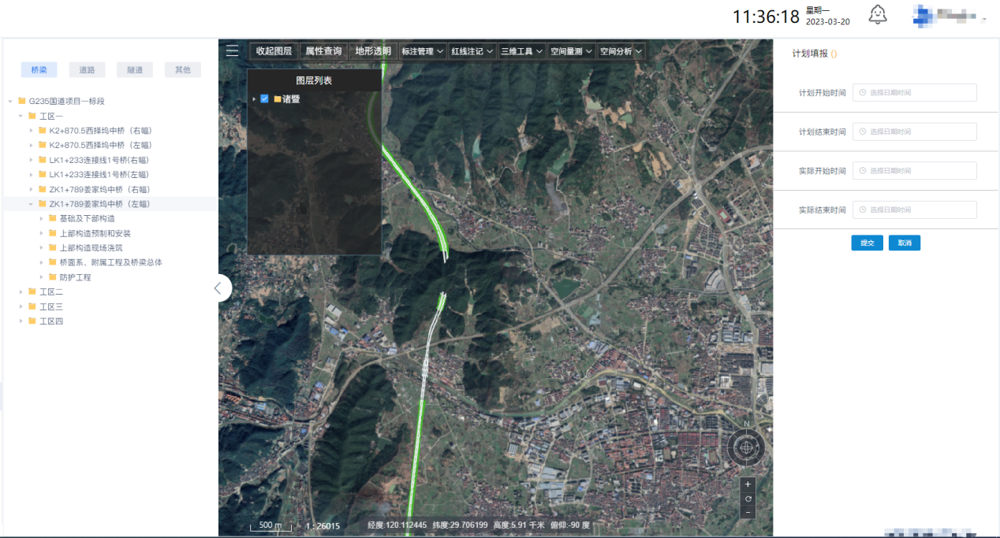 11:36:18 星期一
2023-03-20
桥梁 道路 隧道 其他
G235国道项目一标段
工区一
K2+870.5西择坞中桥（右幅）
K2+870.5西择坞中桥（左幅）
LK1+233连接线1号桥(右幅)
LK1+233连接线1号桥(左幅)
ZK1+789姜家坞中桥（右幅）
ZK1+789姜家坞中桥（左幅）
基础及下部构造
上部构造预制和安装
上部构造现场浇筑
桥面系、附属工程及桥梁总体
防护工程
工区二
工区三
工区四
收起图层 属性查询 地形透明 标注管理 红线注记 三维工具 空间量测 空间分析
图层列表
诸暨
N
+
-
500 m 1 : 26015 经度:120.112445 纬度:29.706199 高度:5.91 千米 俯仰:-90 度
计划填报 ()
计划开始时间 选择日期时间
计划结束时间 选择日期时间
实际开始时间 选择日期时间
实际结束时间 选择日期时间
提交 取消